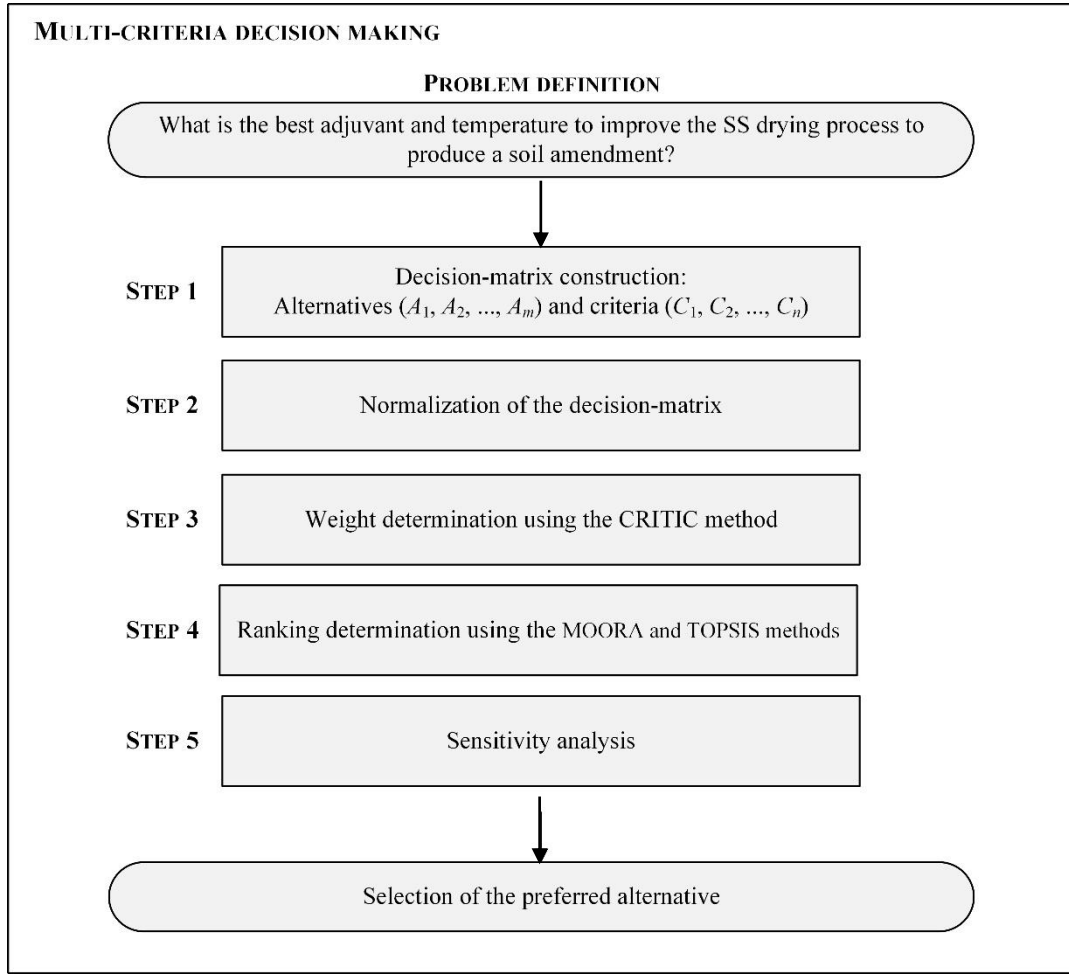 MULTI-CRITERIA DECISION MAKING
PROBLEM DEFINITION
What is the best adjuvant and temperature to improve the SS drying process to
produce a soil amendment?
STEP 1
Decision-matrix construction:
Alternatives (A1, A2, ..., Am) and criteria (C1, C2, ..., Cn)
STEP 2
Normalization of the decision-matrix
STEP 3
Weight determination using the CRITIC method
STEP 4
Ranking determination using the MOORA and TOPSIS methods
STEP 5
Sensitivity analysis
Selection of the preferred alternative